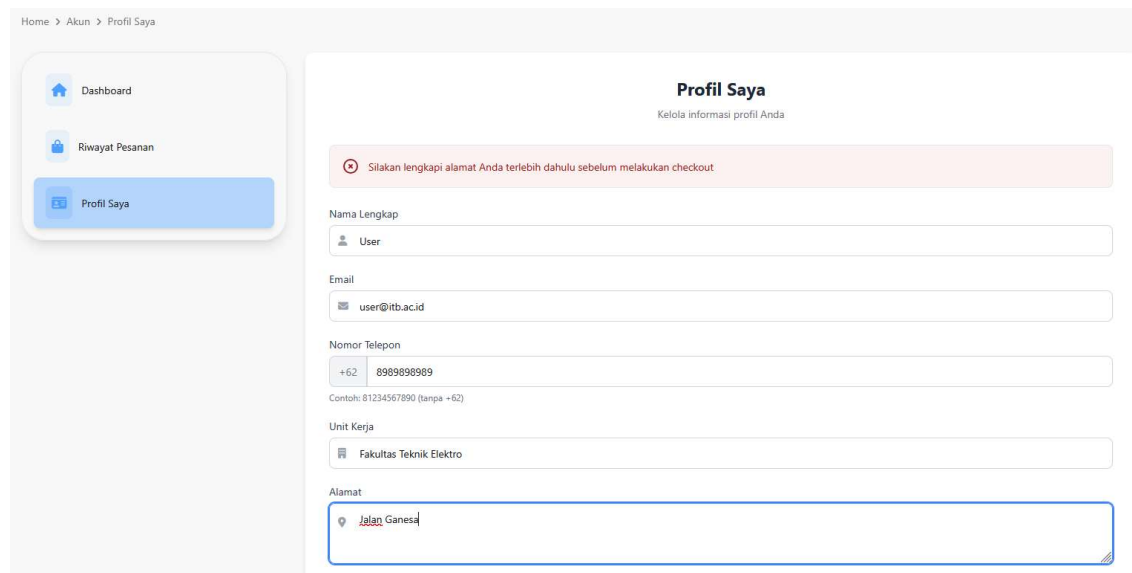 Home > Akun > Profil Saya
Dashboard
Riwayat Pesanan
Profil Saya
Profil Saya
Kelola informasi profil Anda
Silakan lengkapi alamat Anda terlebih dahulu sebelum melakukan checkout
Nama Lengkap
User
Email
user@itb.ac.id
Nomor Telepon
+62 8989898989
Contoh: 81234567890 (tanpa +62)
Unit Kerja
Fakultas Teknik Elektro
Alamat
Jalan Ganesa